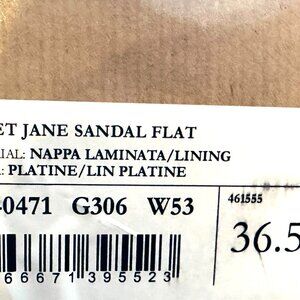 ET JANE SANDAL FLAT
IAL: NAPPA LAMINATA/LINING
: PLATINE/LIN PLATINE
0471 G306 W53
461555
36.5
66671395523